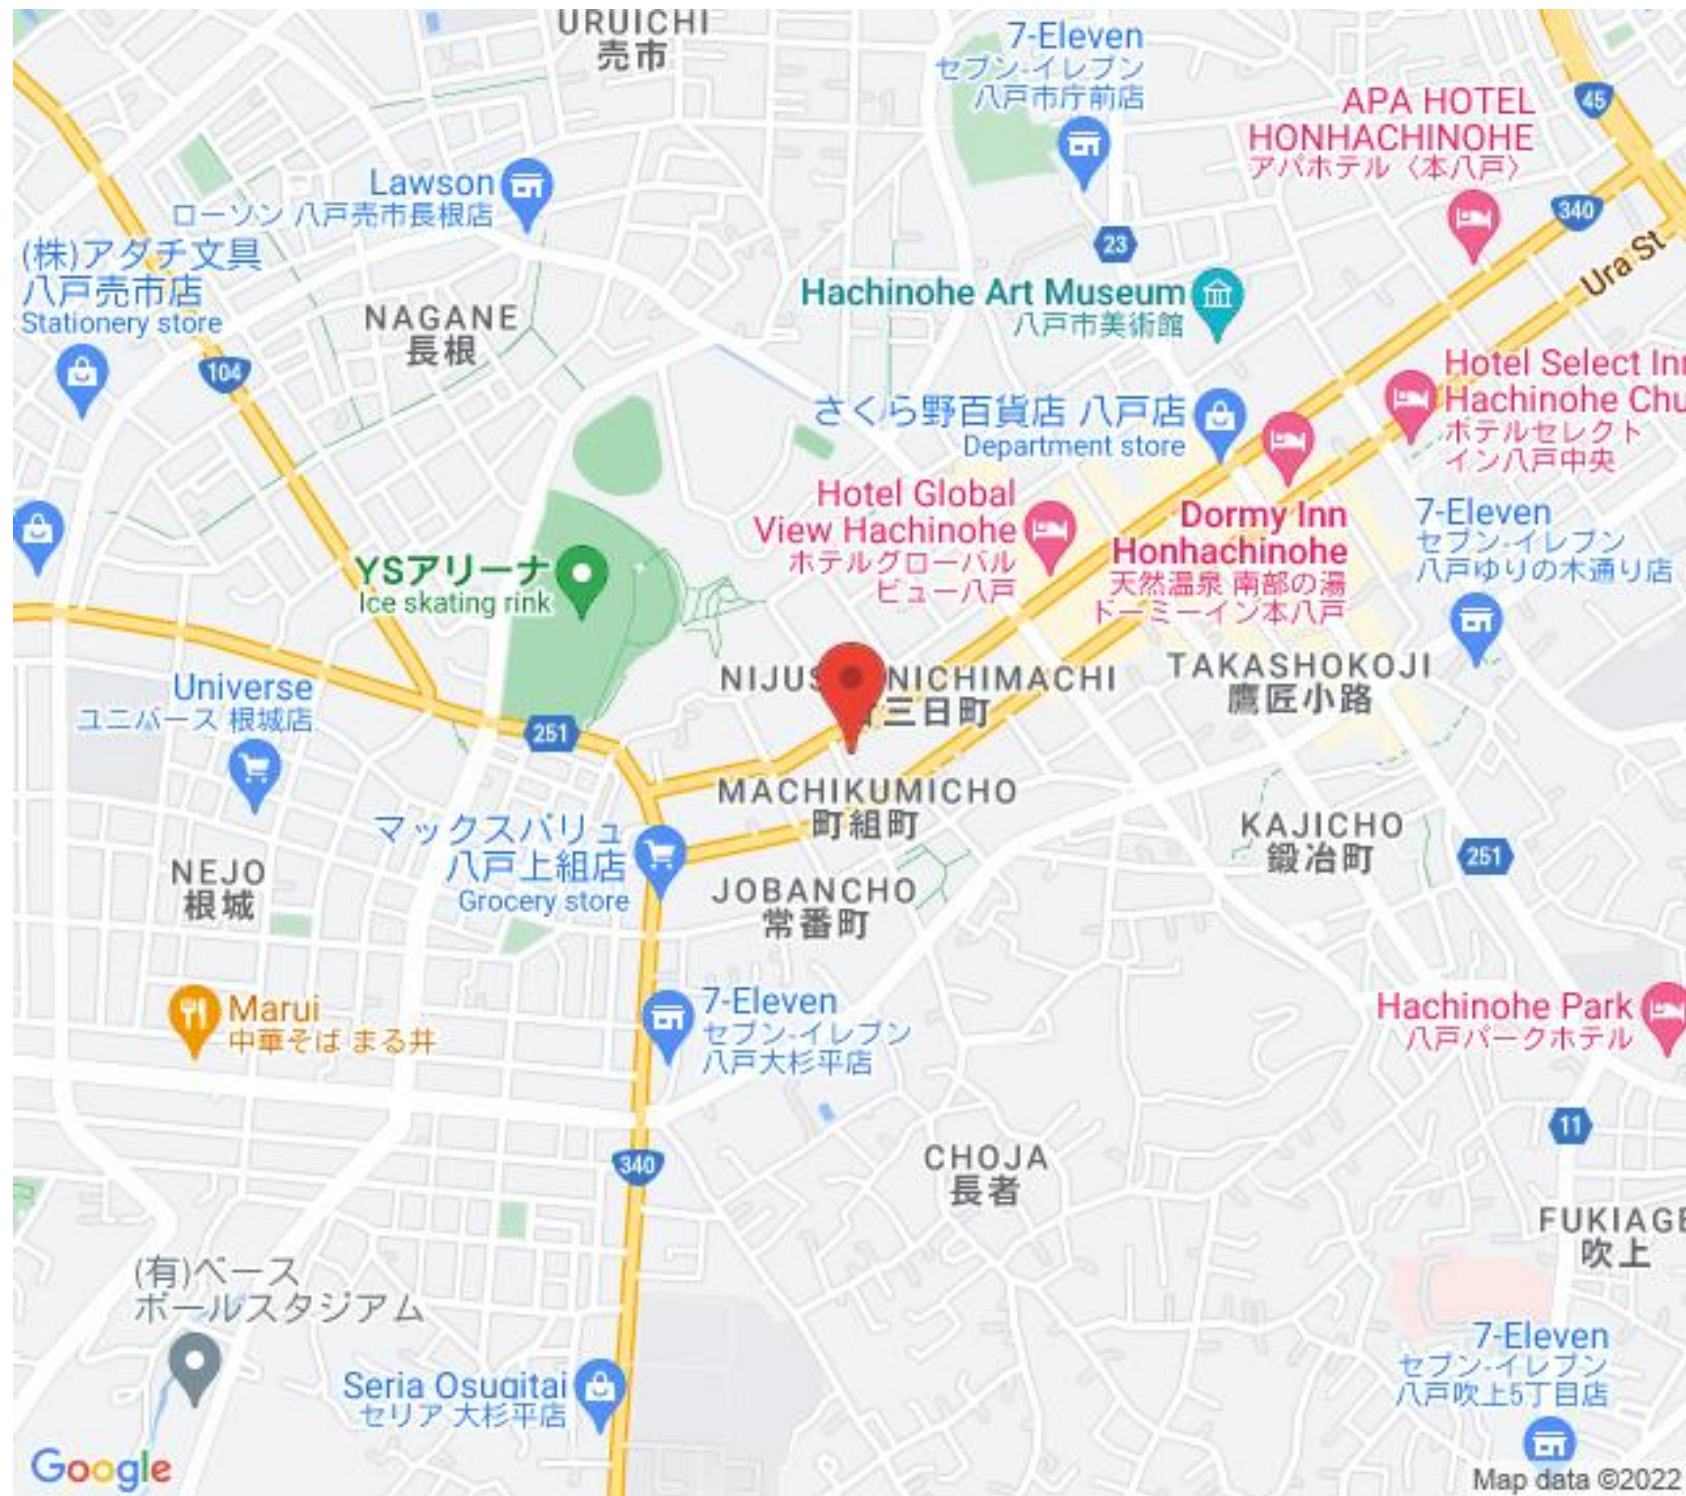 URUICHI
売市
7-Eleven
セブン-イレブン
八戸市庁前店
APA HOTEL
HONHACHINOHE
アパホテル〈本八戸〉
45
340
Ura St
23
Lawson
ローソン 八戸売市長根店
(株)アダチ文具
八戸売市店
Stationery store
NAGANE
長根
104
Hachinohe Art Museum
八戸市美術館
さくら野百貨店 八戸店
Department store
Hotel Select Inn
Hachinohe Chu
ホテルセレクト
イン八戸中央
Hotel Global
View Hachinohe
ホテルグローバル
ビュー八戸
Dormy Inn
Honhachinohe
天然温泉 南部の湯
ドーミーイン本八戸
7-Eleven
セブン-イレブン
八戸ゆりの木通り店
YSアリーナ
Ice skating rink
NIJUS NICHIMACHI
三日町
TAKASHOKOJI
鷹匠小路
Universe
ユニバース 根城店
251
MACHIKUMICHO
町組町
マックスバリュ
八戸上組店
Grocery store
KAJICHO
鍛冶町
251
NEJO
根城
JOBANCHO
常番町
Marui
中華そば まる井
7-Eleven
セブン-イレブン
八戸大杉平店
Hachinohe Park
八戸パークホテル
11
340
CHOJA
長者
FUKIAGE
吹上
(有)ベース
ボールスタジアム
7-Eleven
セブン-イレブン
八戸吹上5丁目店
Seria Osugitai
セリア 大杉平店
Google
Map data ©2022